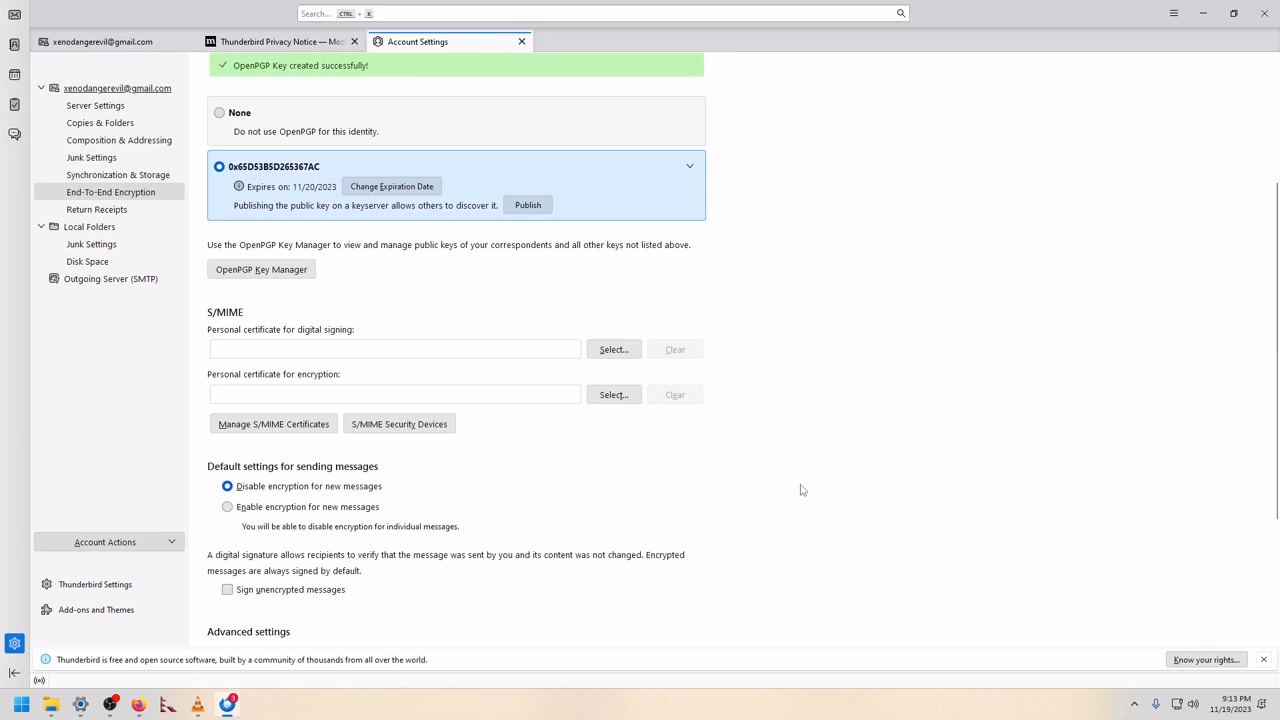 Search... CTRL + K
xenodangerevil@gmail.com
Thunderbird Privacy Notice — Moz
Account Settings
OpenPGP Key created successfully!
xenodangerevil@gmail.com
Server Settings
Copies & Folders
Composition & Addressing
Junk Settings
Synchronization & Storage
End-To-End Encryption
Return Receipts
Local Folders
Junk Settings
Disk Space
Outgoing Server (SMTP)
Account Actions
Thunderbird Settings
Add-ons and Themes
None
Do not use OpenPGP for this identity.
0x65D53B5D265367AC
Expires on: 11/20/2023 Change Expiration Date
Publishing the public key on a keyserver allows others to discover it. Publish
Use the OpenPGP Key Manager to view and manage public keys of your correspondents and all other keys not listed above.
OpenPGP Key Manager
S/MIME
Personal certificate for digital signing:
Select... Clear
Personal certificate for encryption:
Select... Clear
Manage S/MIME Certificates S/MIME Security Devices
Default settings for sending messages
Disable encryption for new messages
Enable encryption for new messages
You will be able to disable encryption for individual messages.
A digital signature allows recipients to verify that the message was sent by you and its content was not changed. Encrypted
messages are always signed by default.
Sign unencrypted messages
Advanced settings
Thunderbird is free and open source software, built by a community of thousands from all over the world. Know your rights...
3
9:13 PM
11/19/2023